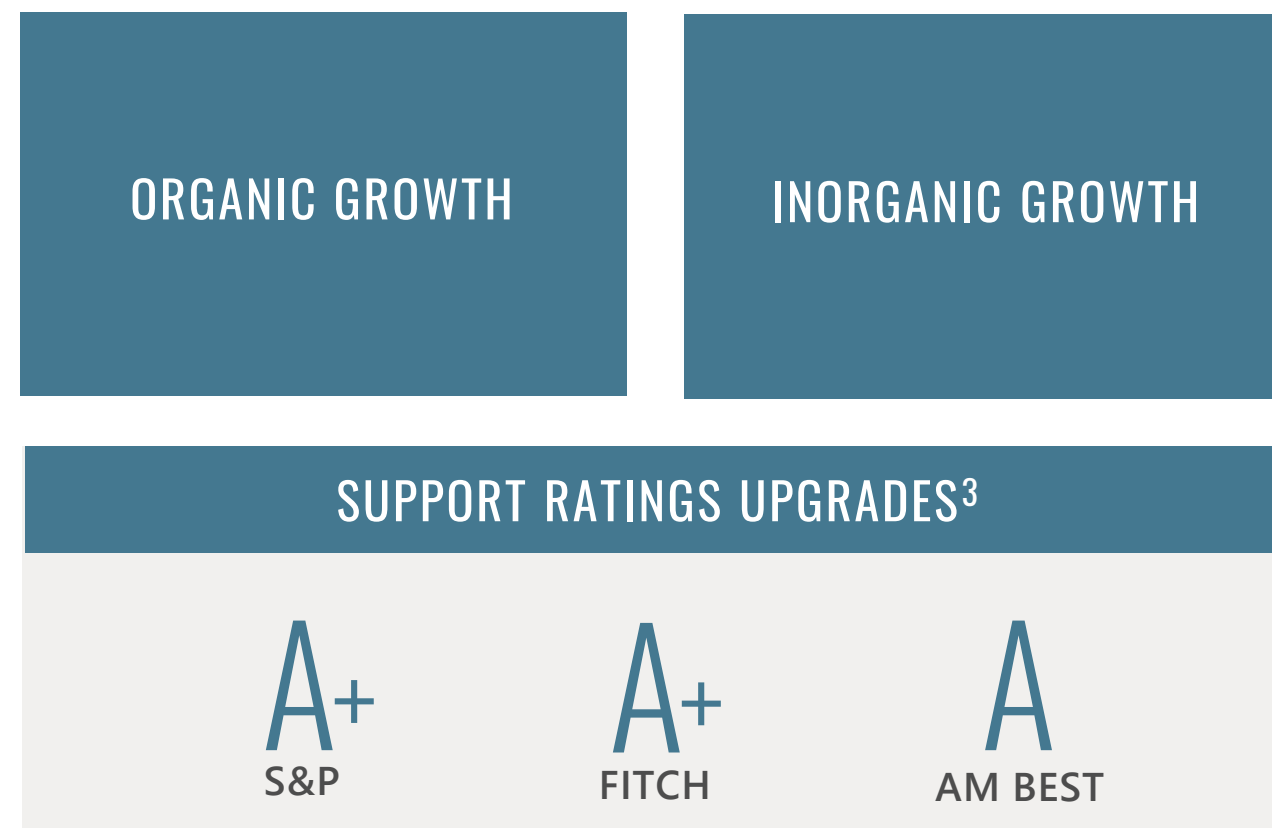 ORGANIC GROWTH
INORGANIC GROWTH
SUPPORT RATINGS UPGRADES³
A+
S&P
A+
FITCH
A
AM BEST